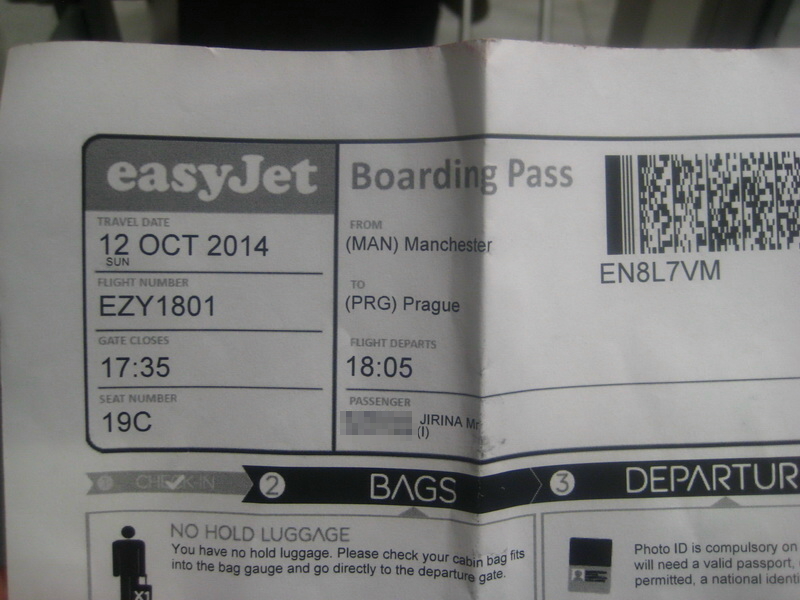 easyJet
Boarding Pass
TRAVEL DATE
12 OCT 2014
SUN
FROM
(MAN) Manchester
EN8L7VM
FLIGHT NUMBER
EZY1801
TO
(PRG) Prague
GATE CLOSES
17:35
FLIGHT DEPARTS
18:05
SEAT NUMBER
19C
PASSENGER
JIRINA
(I)
1 CHECK-IN
2 BAGS
3 DEPARTUR
NO HOLD LUGGAGE
You have no hold luggage. Please check your cabin bag fits
into the bag gauge and go directly to the departure gate.
X1
Photo ID is compulsory on
will need a valid passport,
permitted, a national identi